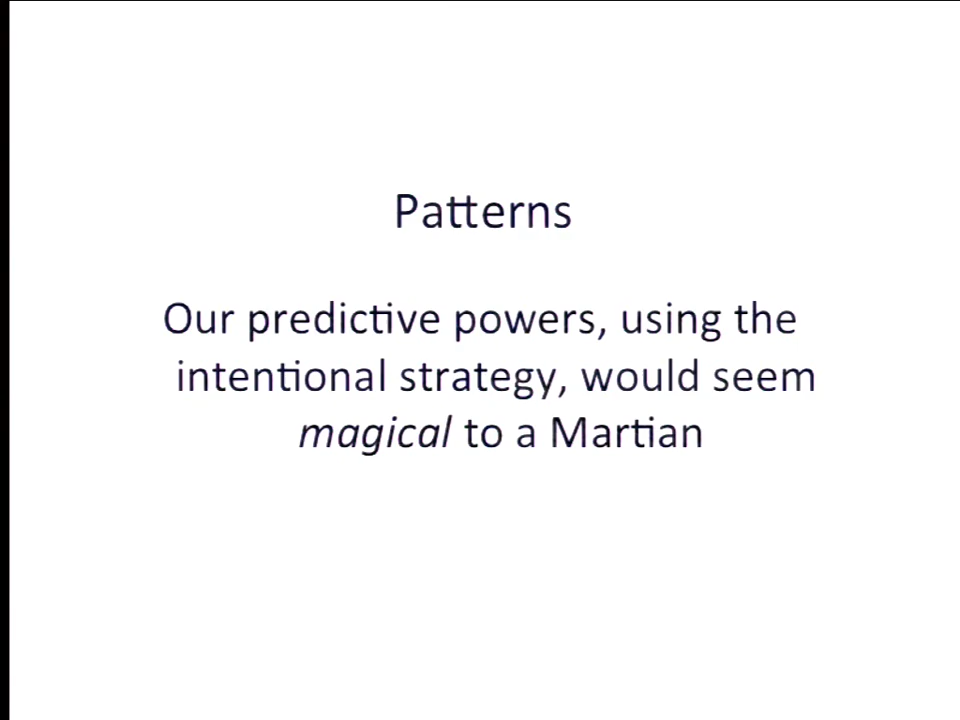 Patterns
Our predictive powers, using the
intentional strategy, would seem
magical to a Martian